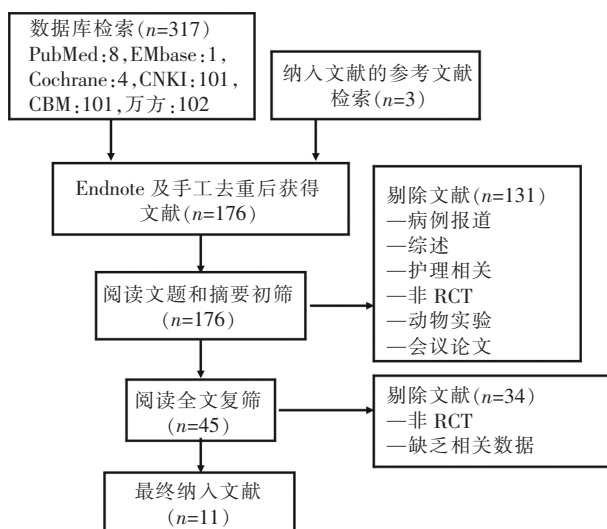 数据库检索(n=317)
PubMed:8,EMbase:1,
Cochrane:4,CNKI:101,
CBM:101,万方:102
纳入文献的参考文献
检索(n=3)
Endnote 及手工去重后获得
文献(n=176)
剔除文献(n=131)
—病例报道
—综述
—护理相关
—非 RCT
—动物实验
—会议论文
阅读文题和摘要初筛
(n=176)
阅读全文复筛
(n=45)
剔除文献(n=34)
—非 RCT
—缺乏相关数据
最终纳入文献
(n=11)